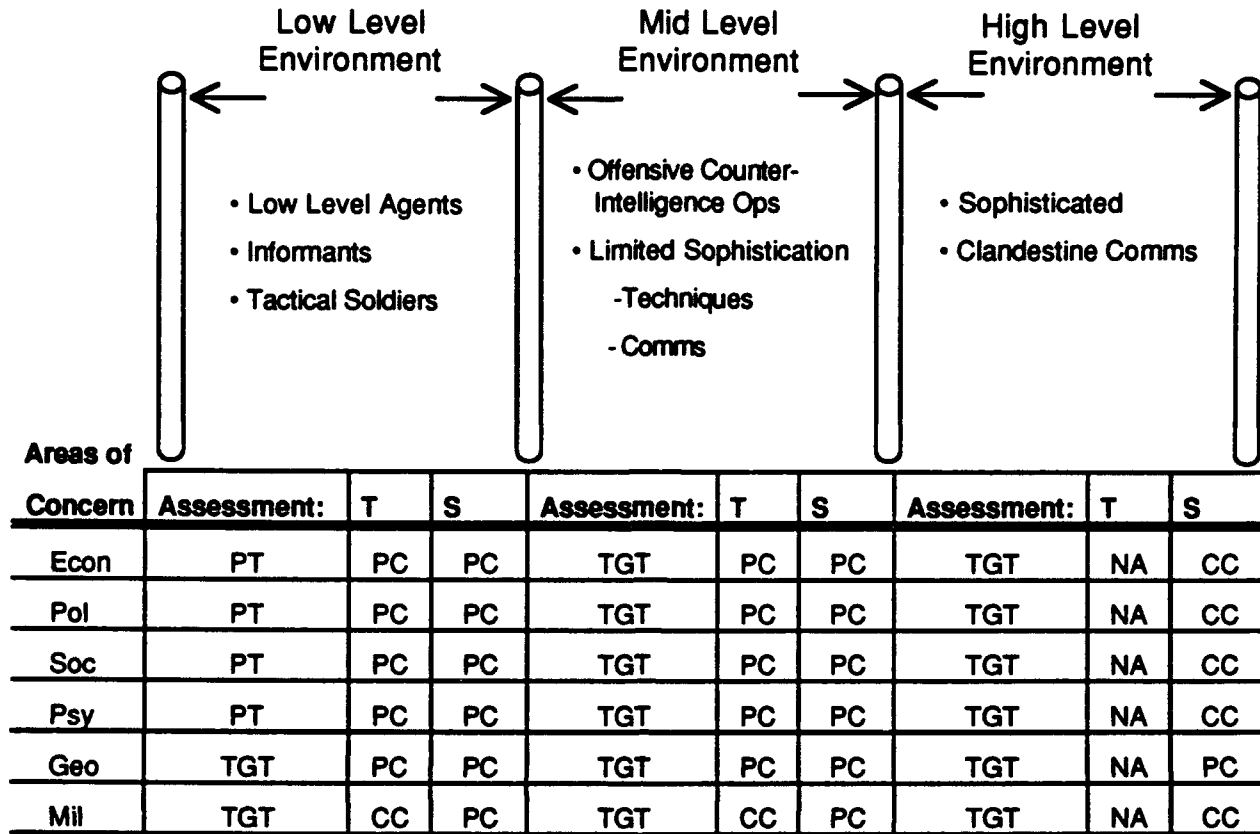 Low Level
Environment
Mid Level
Environment
High Level
Environment
• Low Level Agents
• Informants
• Tactical Soldiers
• Offensive Counter-
Intelligence Ops
• Limited Sophistication
-Techniques
- Comms
• Sophisticated
• Clandestine Comms
Areas of
Concern Assessment: T S Assessment: T S Assessment: T S
Econ PT PC PC TGT PC PC TGT NA CC
Pol PT PC PC TGT PC PC TGT NA CC
Soc PT PC PC TGT PC PC TGT NA CC
Psy PT PC PC TGT PC PC TGT NA CC
Geo TGT PC PC TGT PC PC TGT NA PC
Mil TGT CC PC TGT CC PC TGT NA CC